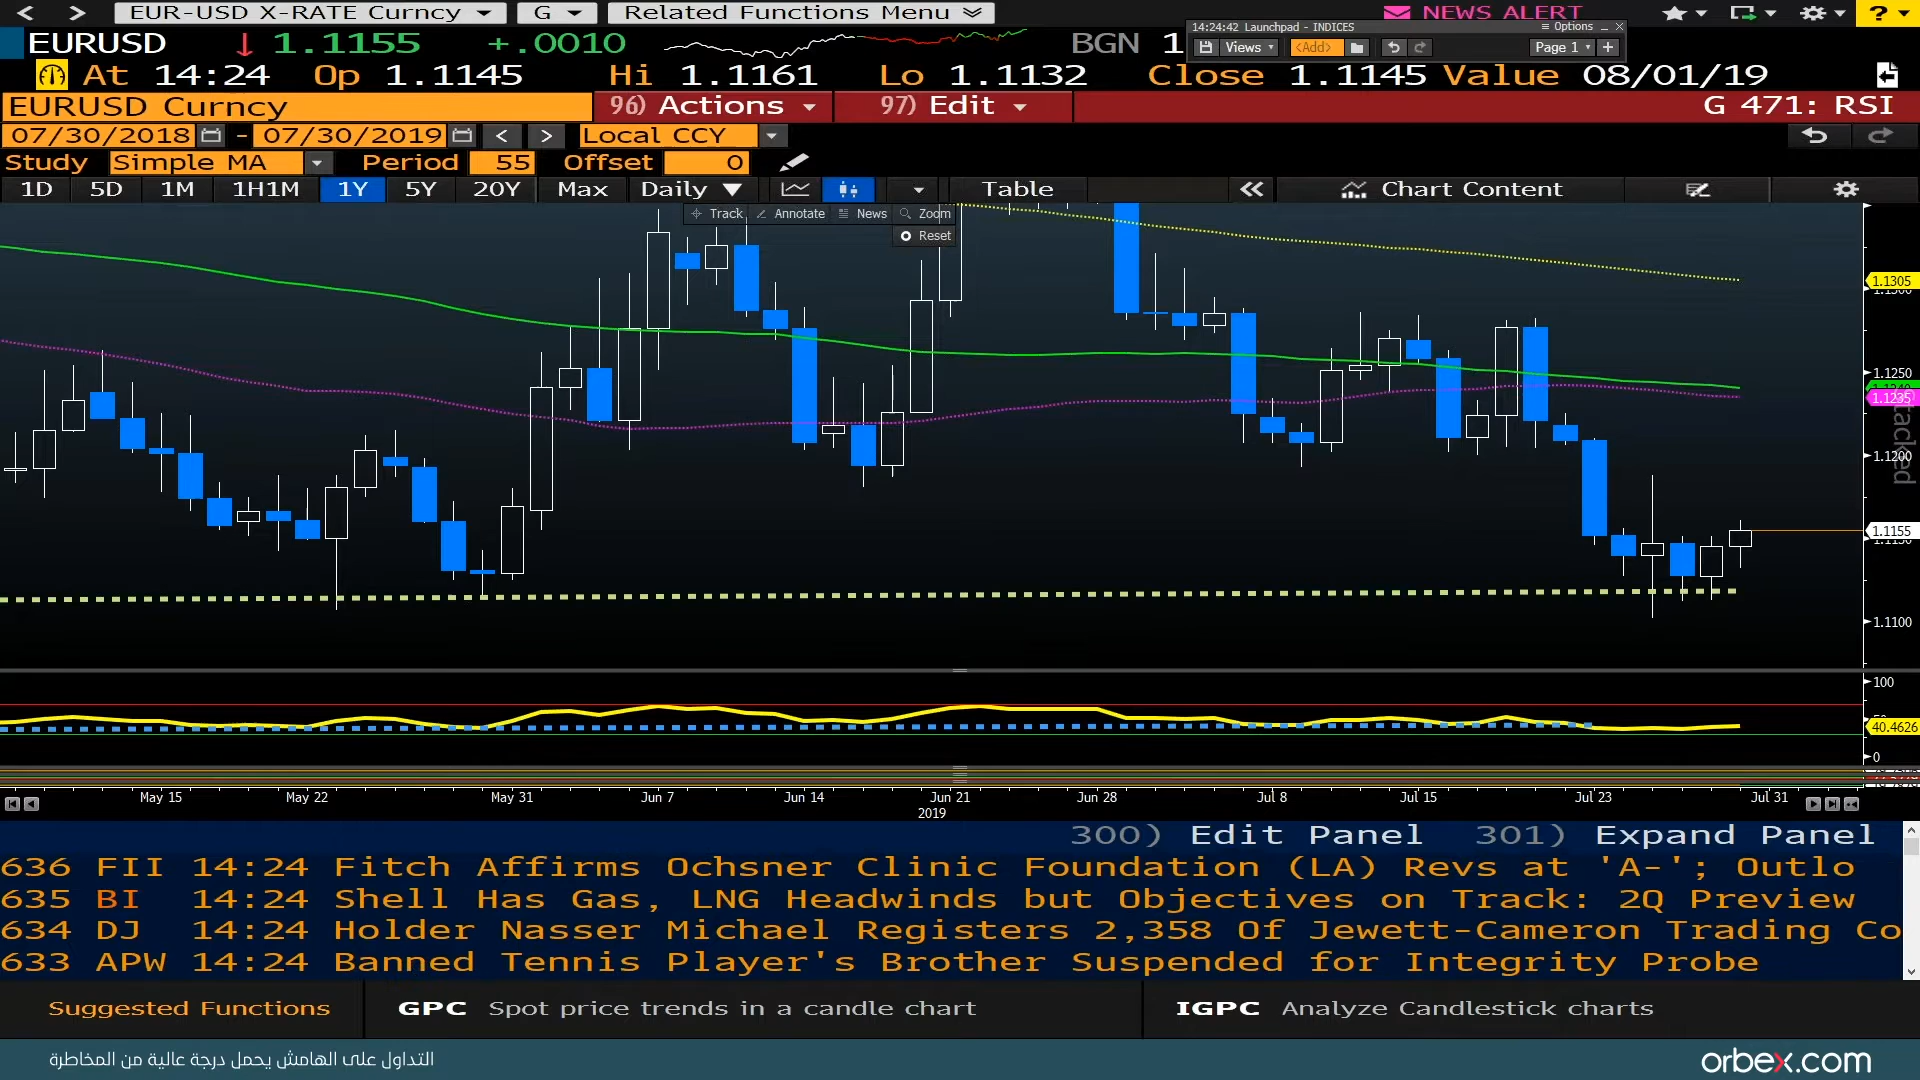 EUR-USD X-RATE Curncy G Related Functions Menu NEWS ALERT ?
14:24:42 Launchpad - INDICES Options
EURUSD 1.1155 +.0010 BGN 1
Views <Add> Page 1 +
At 14:24 Op 1.1145 Hi 1.1161 Lo 1.1132 Close 1.1145 Value 08/01/19
EURUSD Curncy 96) Actions 97) Edit G 471: RSI
07/30/2018 - 07/30/2019 < > Local CCY
Study Simple MA Period 55 Offset 0
1D 5D 1M 1H1M 1Y 5Y 20Y Max Daily Table Chart Content
Track Annotate News Zoom
Reset
1.1305
1.1250
1.1235
1.1200
1.1155
1.1100
100
40.4626
0
May 15 May 22 May 31 Jun 7 Jun 14 Jun 21 Jun 28 Jul 8 Jul 15 Jul 23 Jul 31
2019
300) Edit Panel 301) Expand Panel
636 FII 14:24 Fitch Affirms Ochsner Clinic Foundation (LA) Revs at 'A-'; Outlo
635 BI 14:24 Shell Has Gas, LNG Headwinds but Objectives on Track: 2Q Preview
634 DJ 14:24 Holder Nasser Michael Registers 2,358 Of Jewett-Cameron Trading Co
633 APW 14:24 Banned Tennis Player's Brother Suspended for Integrity Probe
Suggested Functions GPC Spot price trends in a candle chart IGPC Analyze Candlestick charts
التداول على الهامش يحمل درجة عالية من المخاطرة
orbex.com